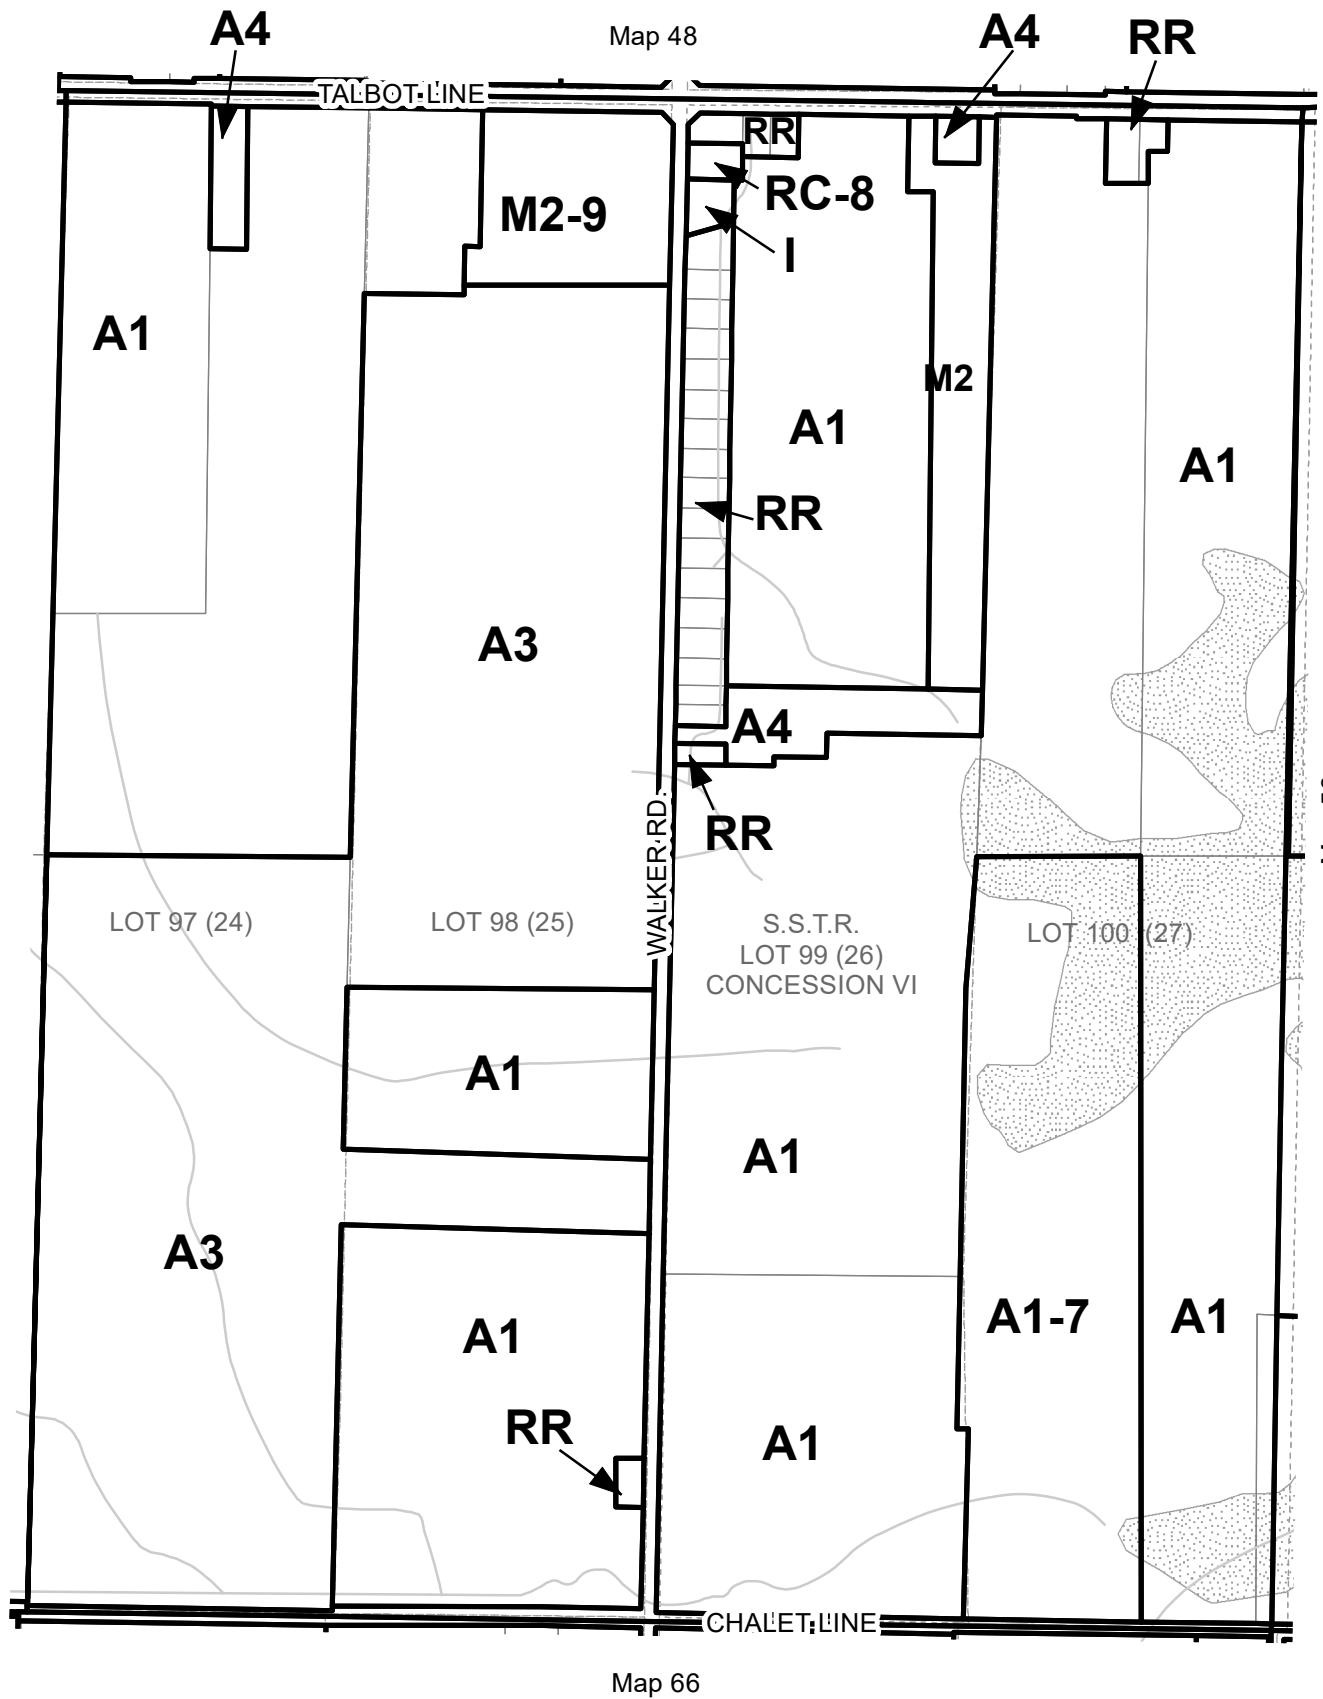 Map 48
A4
A4
RR
TALBOT LINE
RR
M2-9
RC-8
I
A1
M2
A1
A1
RR
A3
A4
RR
WALKER RD.
LOT 97 (24)
LOT 98 (25)
S.S.T.R.
LOT 99 (26)
CONCESSION VI
LOT 100 (27)
A1
A1
A3
A1
A1-7
A1
RR
A1
CHALET LINE
Map 66